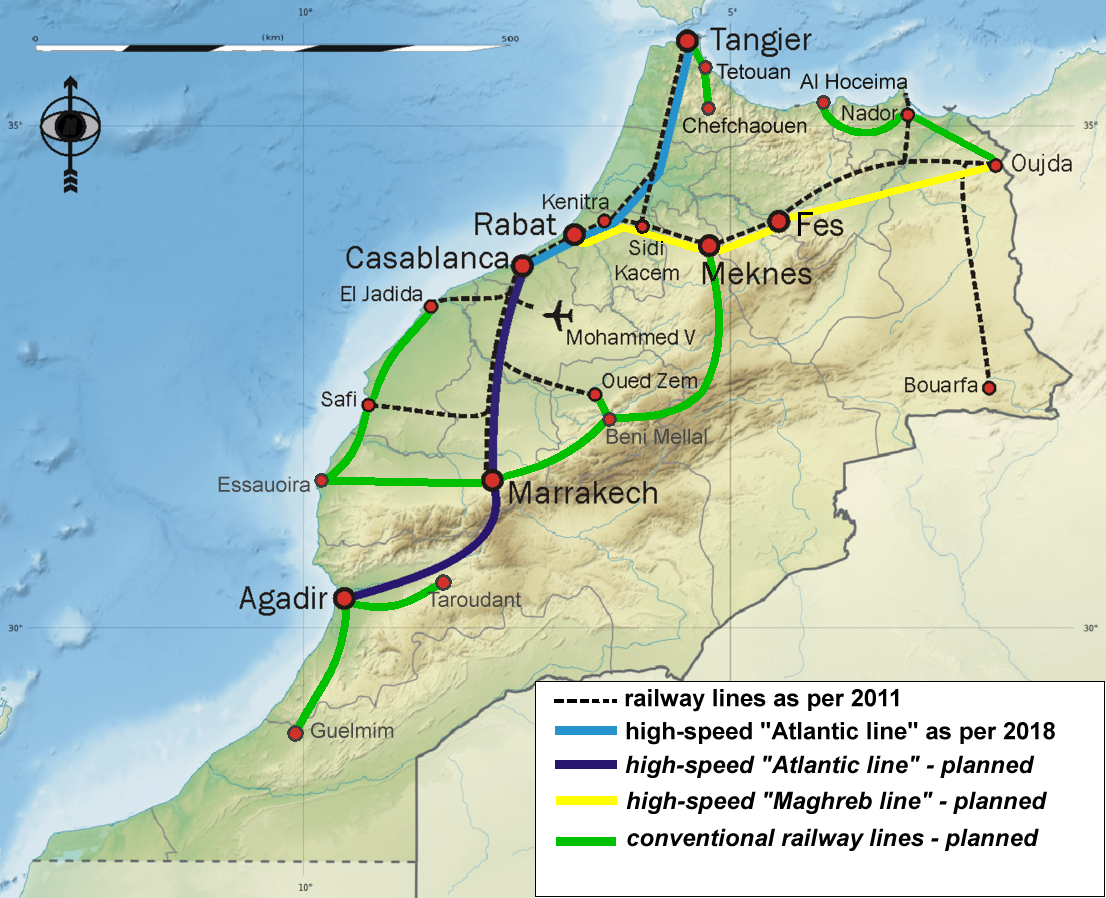 10°
5°
0
(km)
500
Tangier
Tetouan
Al Hoceima
Chefchaouen
Nador
35°
35°
Oujda
Kenitra
Rabat
Fes
Sidi
Kacem
Casablanca
Meknes
El Jadida
Mohammed V
Oued Zem
Bouarfa
Safi
Beni Mellal
Essauoira
Marrakech
Agadir
Taroudant
30°
30°
Guelmim
railway lines as per 2011
high-speed "Atlantic line" as per 2018
high-speed "Atlantic line" - planned
high-speed "Maghreb line" - planned
conventional railway lines - planned
10°